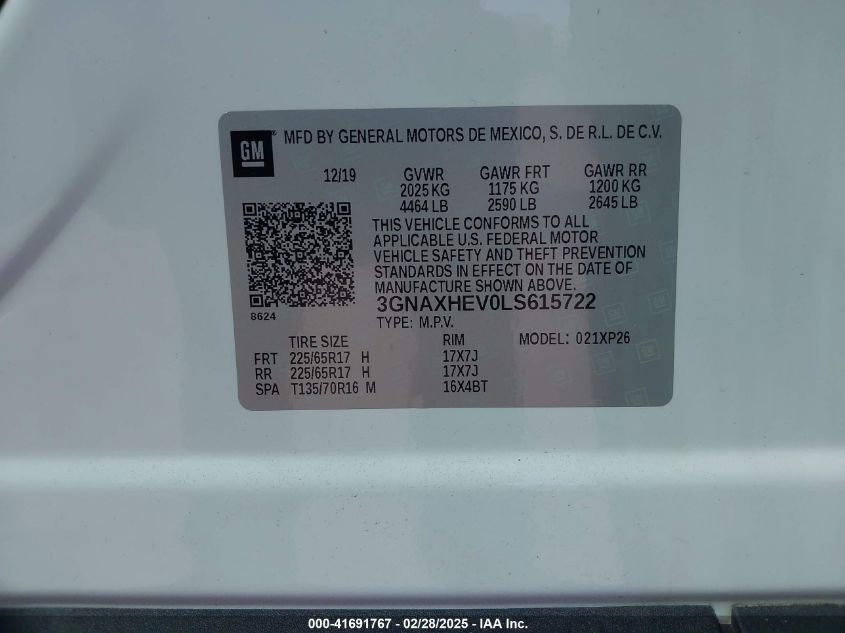 GM ® MFD BY GENERAL MOTORS DE MEXICO, S. DE R.L. DE C.V.
12/19 GVWR GAWR FRT GAWR RR
2025 KG 1175 KG 1200 KG
4464 LB 2590 LB 2645 LB
THIS VEHICLE CONFORMS TO ALL
APPLICABLE U.S. FEDERAL MOTOR
VEHICLE SAFETY AND THEFT PREVENTION
STANDARDS IN EFFECT ON THE DATE OF
MANUFACTURE SHOWN ABOVE.
8624 3GNAXHEV0LS615722
TYPE: M.P.V.
TIRE SIZE RIM MODEL: 021XP26
FRT 225/65R17 H 17X7J
RR 225/65R17 H 17X7J
SPA T135/70R16 M 16X4BT
000-41691767 - 02/28/2025 - IAA Inc.